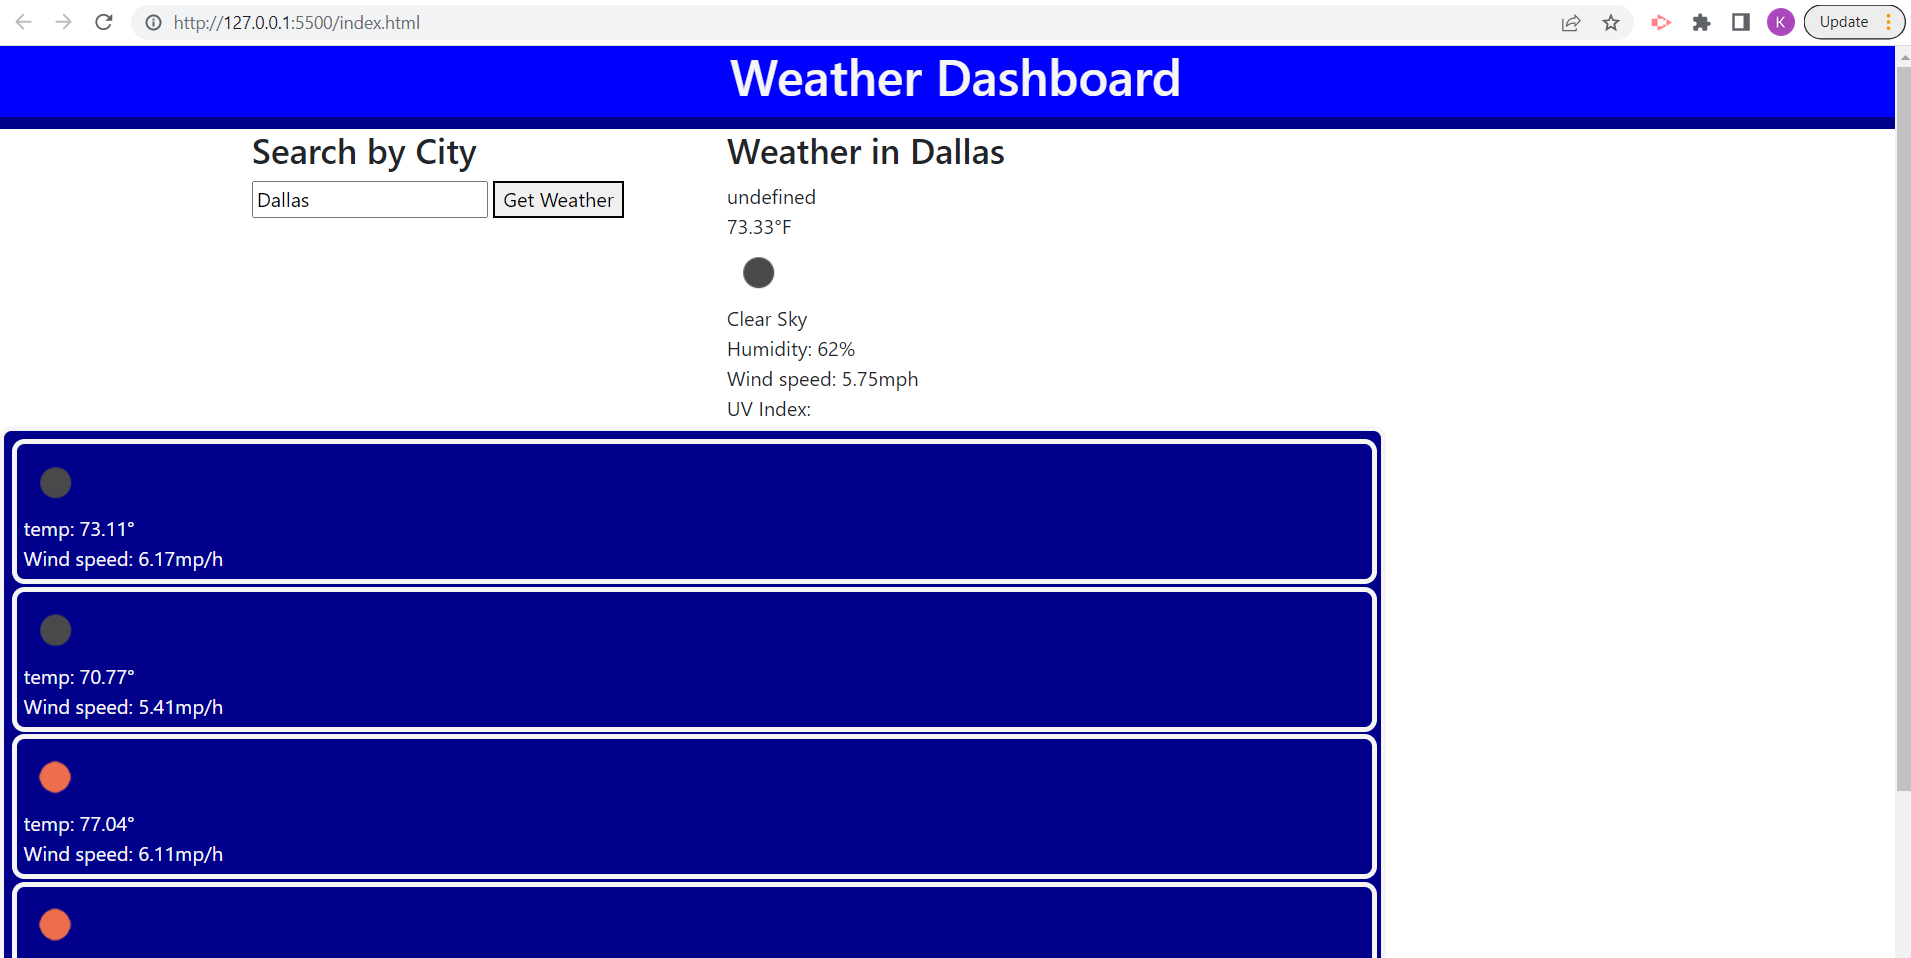 http://127.0.0.1:5500/index.html
K
Update
Weather Dashboard
Search by City
Dallas
Get Weather
Weather in Dallas
undefined
73.33°F
Clear Sky
Humidity: 62%
Wind speed: 5.75mph
UV Index:
temp: 73.11°
Wind speed: 6.17mp/h
temp: 70.77°
Wind speed: 5.41mp/h
temp: 77.04°
Wind speed: 6.11mp/h